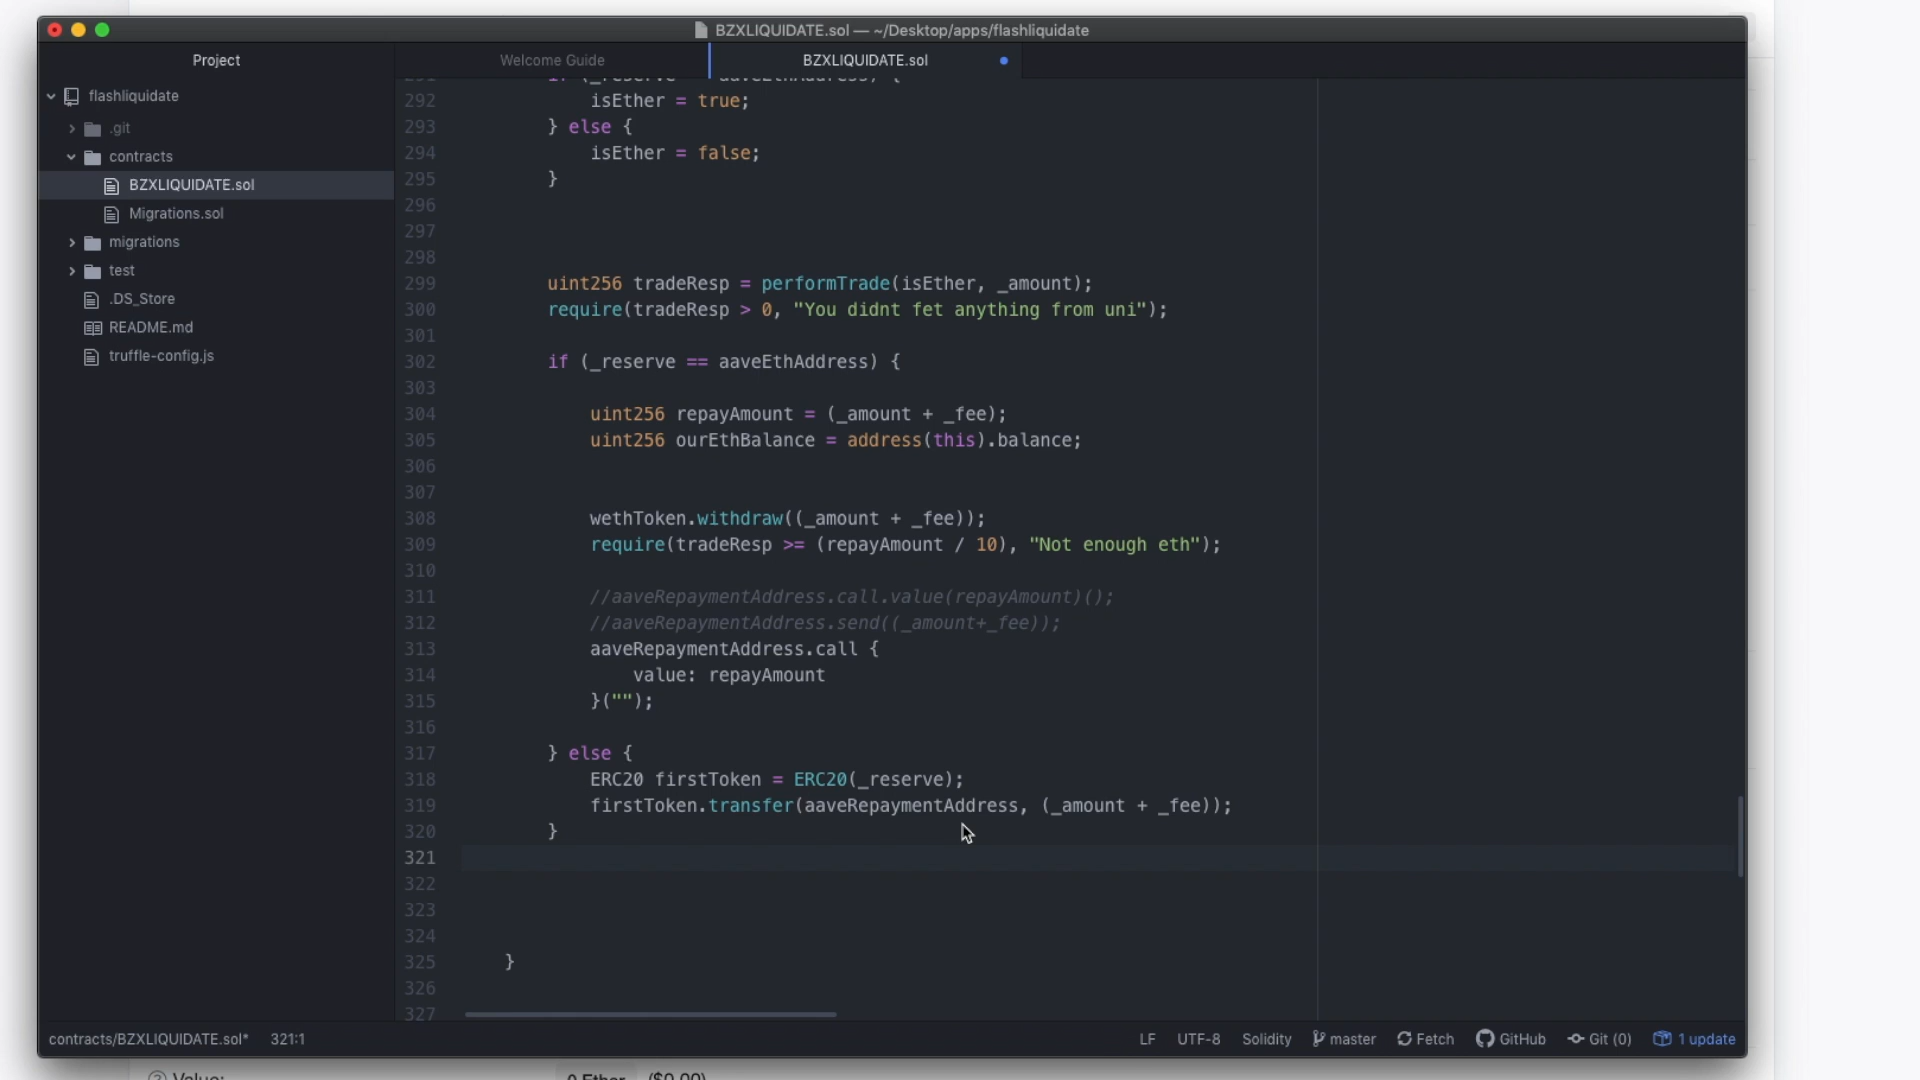 BZXLIQUIDATE.sol — ~/Desktop/apps/flashliquidate
Project
Welcome Guide
BZXLIQUIDATE.sol
flashliquidate
.git
contracts
BZXLIQUIDATE.sol
Migrations.sol
migrations
test
.DS_Store
README.md
truffle-config.js
292 isEther = true;
293 } else {
294 isEther = false;
295 }
296
297
298
299 uint256 tradeResp = performTrade(isEther, _amount);
300 require(tradeResp > 0, "You didnt fet anything from uni");
301
302 if (_reserve == aaveEthAddress) {
303
304 uint256 repayAmount = (_amount + _fee);
305 uint256 ourEthBalance = address(this).balance;
306
307
308 wethToken.withdraw((_amount + _fee));
309 require(tradeResp >= (repayAmount / 10), "Not enough eth");
310
311 //aaveRepaymentAddress.call.value(repayAmount)();
312 //aaveRepaymentAddress.send((_amount+_fee));
313 aaveRepaymentAddress.call {
314 value: repayAmount
315 }("");
316
317 } else {
318 ERC20 firstToken = ERC20(_reserve);
319 firstToken.transfer(aaveRepaymentAddress, (_amount + _fee));
320 }
321
322
323
324
325 }
326
327
contracts/BZXLIQUIDATE.sol* 321:1 LF UTF-8 Solidity master Fetch GitHub Git (0) 1 update
Value: 0 Ether ($0.00)